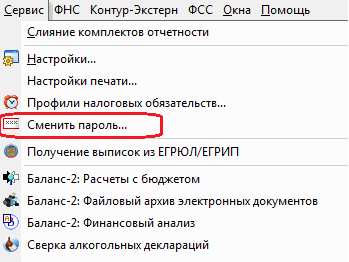 Сервис ФНС Контур-Экстерн ФСС Окна Помощь
Слияние комплектов отчетности
Настройки...
Настройки печати...
Профили налоговых обязательств...
Сменить пароль...
Получение выписок из ЕГРЮЛ/ЕГРИП
Баланс-2: Расчеты с бюджетом
Баланс-2: Файловый архив электронных документов
Баланс-2: Финансовый анализ
Сверка алкогольных деклараций